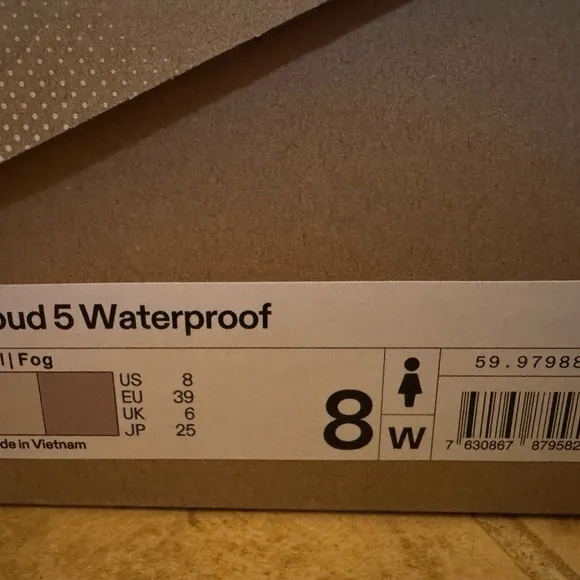 oud 5 Waterproof
l | Fog
59.97988
US 8
EU 39
UK 6
JP 25
8
W
de in Vietnam
7 630867 879582